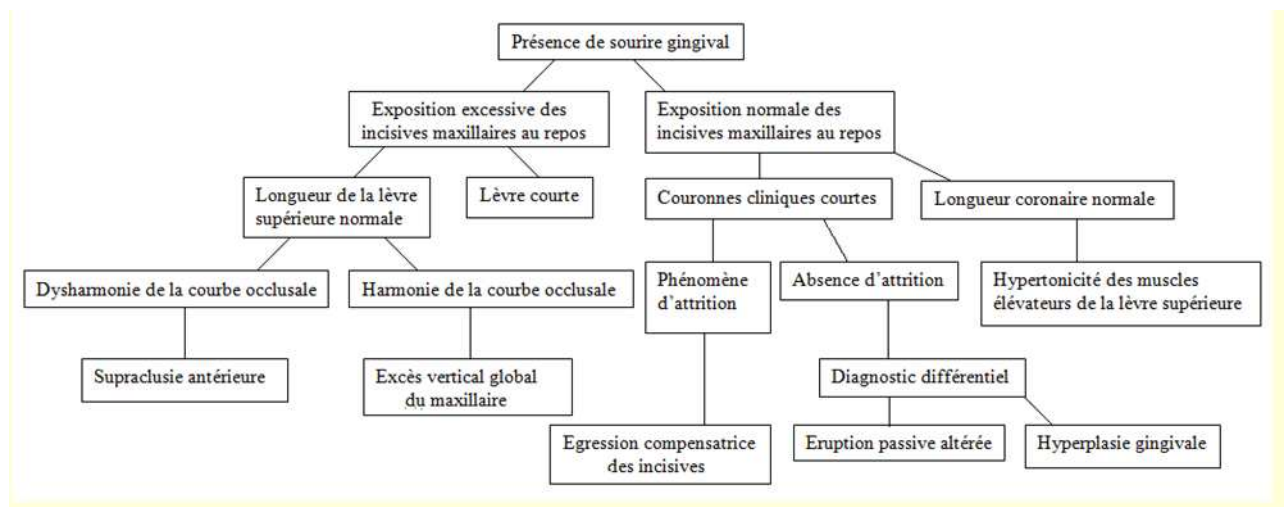 Présence de sourire gingival
Exposition excessive des
incisives maxillaires au repos
Exposition normale des
incisives maxillaires au repos
Longueur de la lèvre
supérieure normale
Lèvre courte
Couronnes cliniques courtes
Longueur coronaire normale
Dysharmonie de la courbe occlusale
Harmonie de la courbe occlusale
Phénomène
d'attrition
Absence d'attrition
Hypertonicité des muscles
élévateurs de la lèvre supérieure
Supraclusie antérieure
Excès vertical global
du maxillaire
Diagnostic différentiel
Egression compensatrice
des incisives
Eruption passive altérée
Hyperplasie gingivale